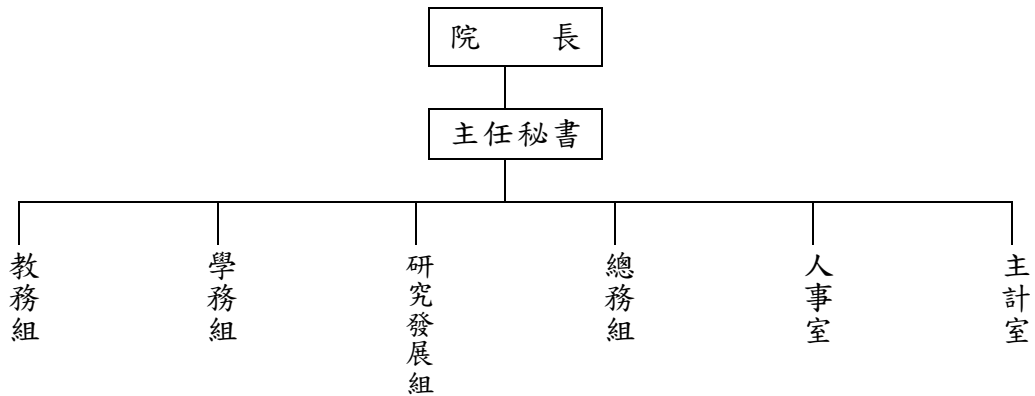 院長
主任秘書
教務組
學務組
研究發展組
總務組
人事室
主計室